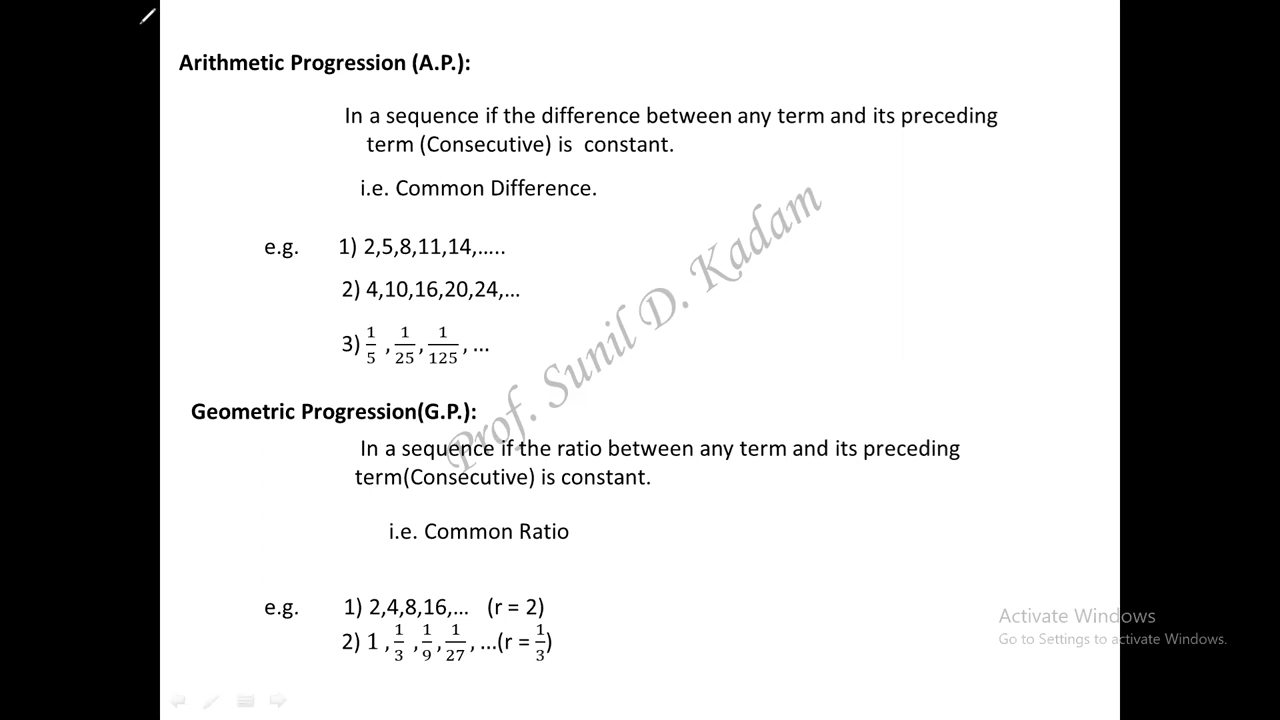 Arithmetic Progression (A.P.):
In a sequence if the difference between any term and its preceding
term (Consecutive) is constant.
i.e. Common Difference.
e.g. 1) 2,5,8,11,14,.....
2) 4,10,16,20,24,...
3) 1/5 , 1/25 , 1/125 , ...
Prof. Sunil D. Kadam
Geometric Progression(G.P.):
In a sequence if the ratio between any term and its preceding
term(Consecutive) is constant.
i.e. Common Ratio
e.g. 1) 2,4,8,16,... (r = 2)
2) 1 , 1/3 , 1/9 , 1/27 , ...(r = 1/3)
Activate Windows
Go to Settings to activate Windows.